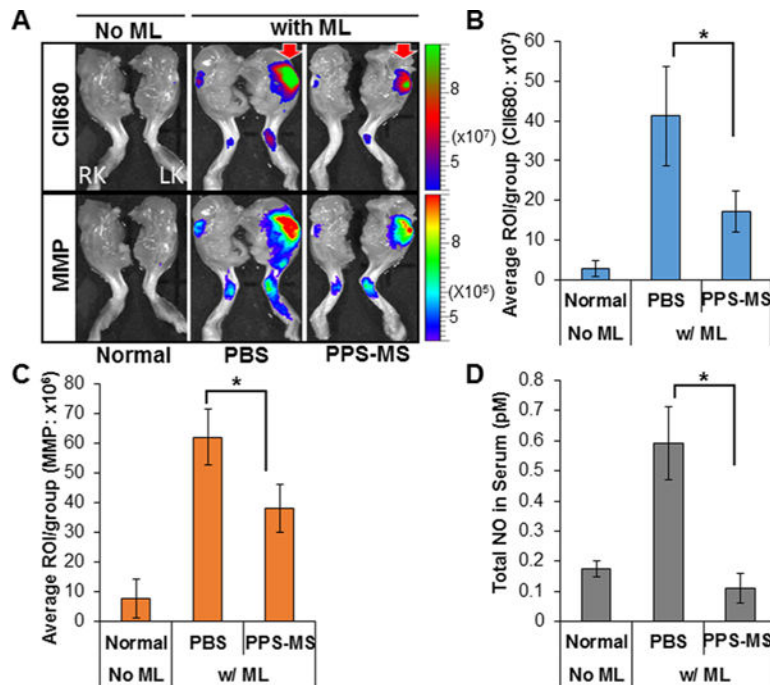 A
No ML
with ML
CII680
RK
LK
8
(x10⁷)
5
MMP
8
(X10⁵)
5
Normal
PBS
PPS-MS
B
Average ROI/group (CII680: x10⁷)
70
60
50
40
30
20
10
0
*
Normal
PBS
PPS-MS
No ML
w/ ML
C
Average ROI/group (MMP: x10⁶)
80
70
60
50
40
30
20
10
0
*
Normal
PBS
PPS-MS
No ML
w/ ML
D
Total NO in Serum (pM)
0.8
0.7
0.6
0.5
0.4
0.3
0.2
0.1
0
*
Normal
PBS
PPS-MS
No ML
w/ ML